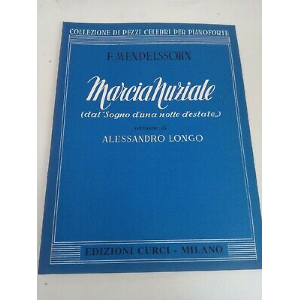 COLLEZIONE DI PEZZI CELEBRI PER PIANOFORTE
F. MENDELSSOHN
Marcia Nuziale
(dal "Sogno d'una notte d'estate„)
ALESSANDRO LONGO
EDIZIONI CURCI - MILANO